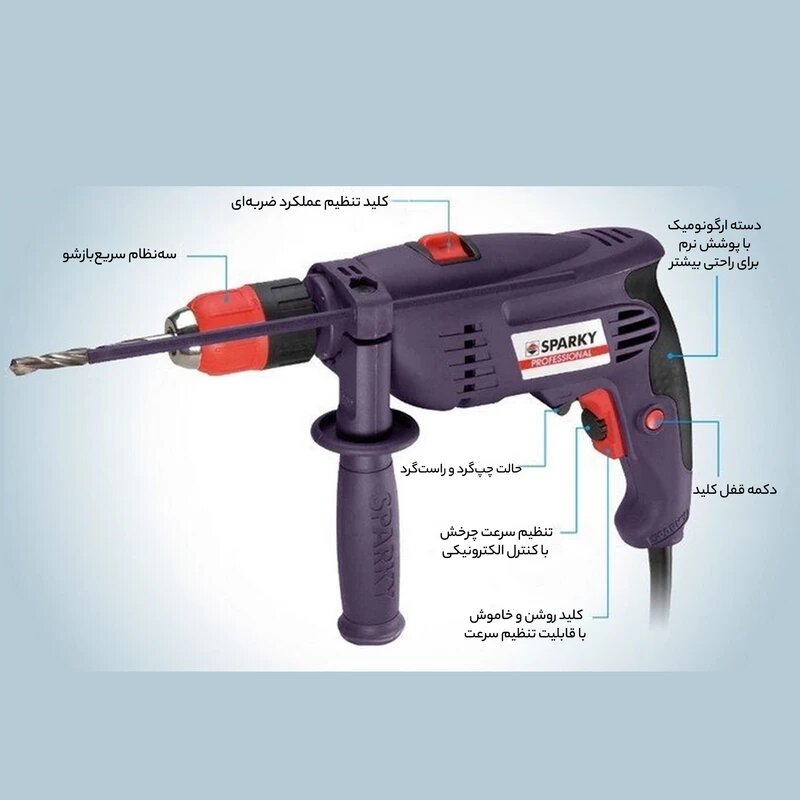 کلید تنظیم عملکرد ضربه‌ای
دسته ارگونومیک
با پوشش نرم
برای راحتی بیشتر
سه‌نظام سریع‌بازشو
SPARKY
PROFESSIONAL
حالت چپ‌گرد و راست‌گرد
دکمه قفل کلید
SPARKY
تنظیم سرعت چرخش
با کنترل الکترونیکی
کلید روشن و خاموش
با قابلیت تنظیم سرعت